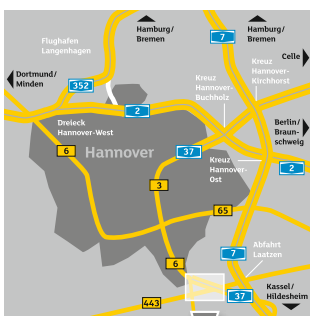 Hamburg/
Bremen
Hamburg/
Bremen
7
Flughafen
Langenhagen
Celle
Kreuz
Hannover-
Kirchhorst
Dortmund/
Minden
352
Kreuz
Hannover-
Buchholz
2
Dreieck
Hannover-West
Berlin/
Braun-
schweig
6
Hannover
37
Kreuz
Hannover-
Ost
2
3
65
Abfahrt
Laatzen
7
6
Kassel/
Hildesheim
37
443